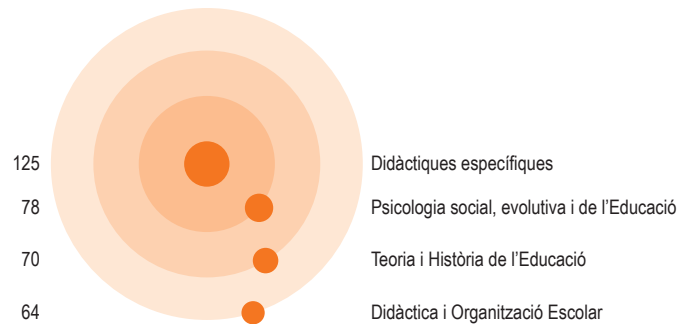 125 Didàctiques específiques
78 Psicologia social, evolutiva i de l’Educació
70 Teoria i Història de l’Educació
64 Didàctica i Organització Escolar